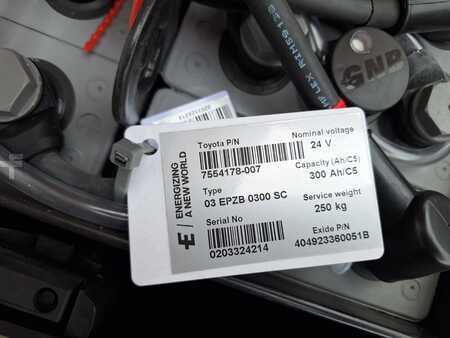 ENERGIZING
A NEW WORLD
Toyota P/N
7554178-007
Type
03 EPZB 0300 SC
Serial No
0203324214
Nominal voltage
24 V
Capacity (Ah/C5)
300 Ah/C5
Service weight
250 kg
Exide P/N
404923360051B
GNB